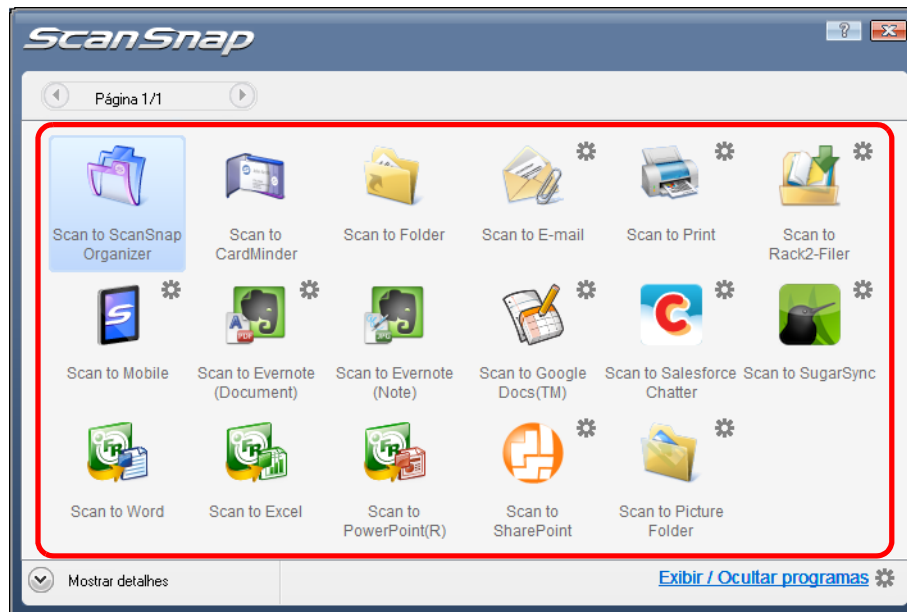 ScanSnap
Página 1/1
Scan to ScanSnap
Organizer
Scan to
CardMinder
Scan to Folder
Scan to E-mail
Scan to Print
Scan to
Rack2-Filer
Scan to Mobile
Scan to Evernote
(Document)
Scan to Evernote
(Note)
Scan to Google
Docs(TM)
Scan to Salesforce
Chatter
Scan to SugarSync
Scan to Word
Scan to Excel
Scan to
PowerPoint(R)
Scan to
SharePoint
Scan to Picture
Folder
Mostrar detalhes
Exibir / Ocultar programas